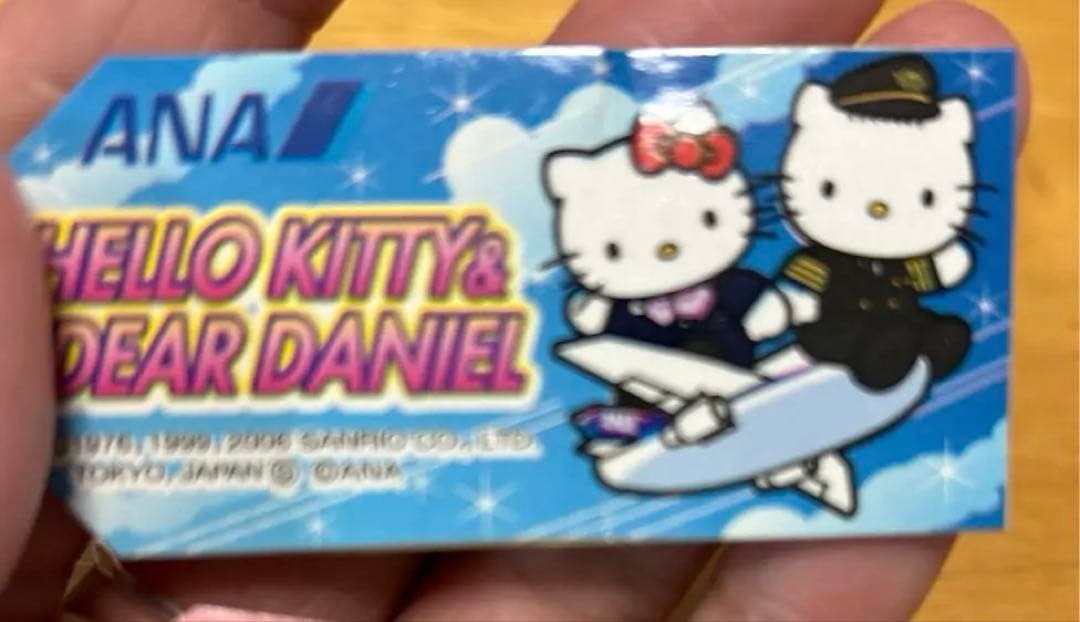 ANA
HELLO KITTY&
DEAR DANIEL
1976, 1999, 2006 SANRIO CO., LTD.
TOKYO, JAPAN Ⓖ ©ANA